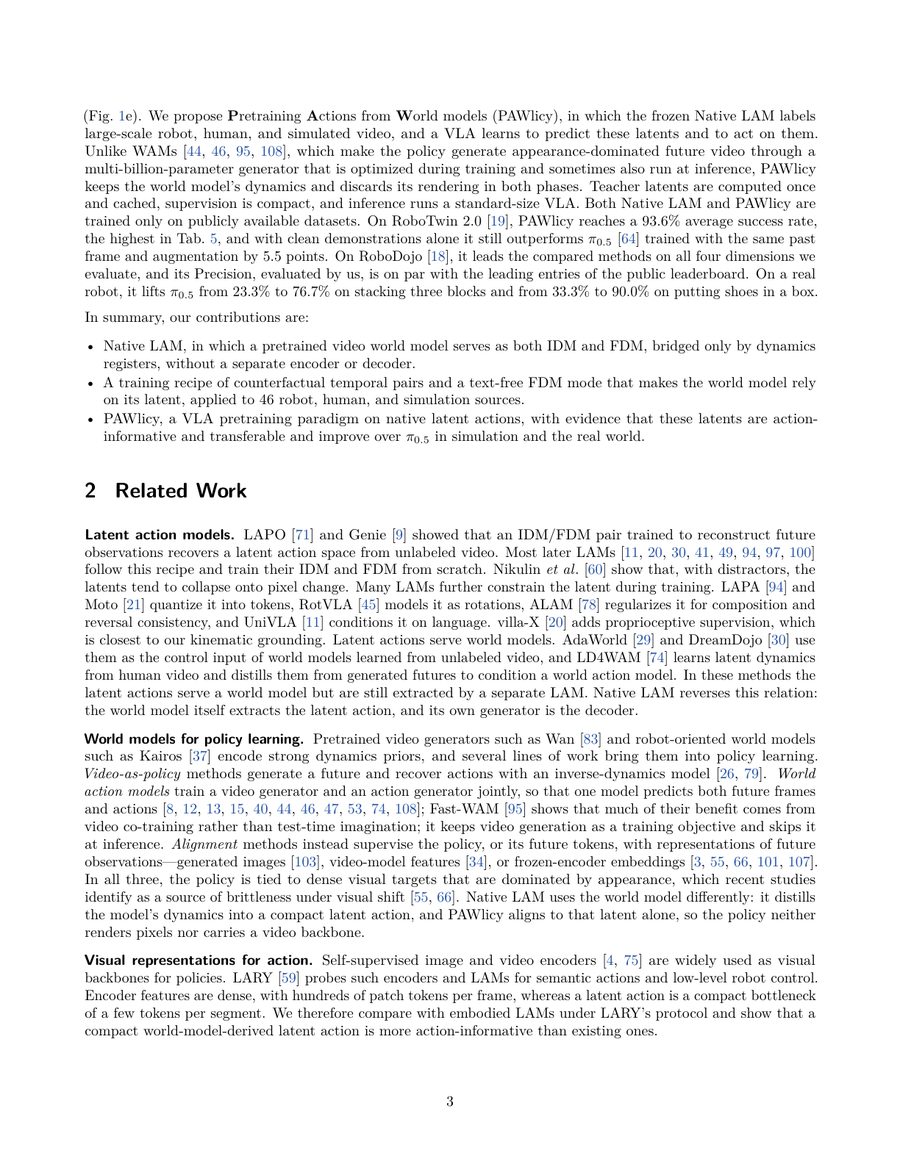 (Fig. 1e). We propose Pretraining Actions from World models (PAWlicy), in which the frozen Native LAM labels
large-scale robot, human, and simulated video, and a VLA learns to predict these latents and to act on them.
Unlike WAMs [44, 46, 95, 108], which make the policy generate appearance-dominated future video through a
multi-billion-parameter generator that is optimized during training and sometimes also run at inference, PAWlicy
keeps the world model's dynamics and discards its rendering in both phases. Teacher latents are computed once
and cached, supervision is compact, and inference runs a standard-size VLA. Both Native LAM and PAWlicy are
trained only on publicly available datasets. On RoboTwin 2.0 [19], PAWlicy reaches a 93.6% average success rate,
the highest in Tab. 5, and with clean demonstrations alone it still outperforms π0.5 [64] trained with the same past
frame and augmentation by 5.5 points. On RoboDojo [18], it leads the compared methods on all four dimensions we
evaluate, and its Precision, evaluated by us, is on par with the leading entries of the public leaderboard. On a real
robot, it lifts π0.5 from 23.3% to 76.7% on stacking three blocks and from 33.3% to 90.0% on putting shoes in a box.
In summary, our contributions are:
• Native LAM, in which a pretrained video world model serves as both IDM and FDM, bridged only by dynamics
registers, without a separate encoder or decoder.
• A training recipe of counterfactual temporal pairs and a text-free FDM mode that makes the world model rely
on its latent, applied to 46 robot, human, and simulation sources.
• PAWlicy, a VLA pretraining paradigm on native latent actions, with evidence that these latents are action-
informative and transferable and improve over π0.5 in simulation and the real world.
2 Related Work
Latent action models. LAPO [71] and Genie [9] showed that an IDM/FDM pair trained to reconstruct future
observations recovers a latent action space from unlabeled video. Most later LAMs [11, 20, 30, 41, 49, 94, 97, 100]
follow this recipe and train their IDM and FDM from scratch. Nikulin et al. [60] show that, with distractors, the
latents tend to collapse onto pixel change. Many LAMs further constrain the latent during training. LAPA [94] and
Moto [21] quantize it into tokens, RotVLA [45] models it as rotations, ALAM [78] regularizes it for composition and
reversal consistency, and UniVLA [11] conditions it on language. villa-X [20] adds proprioceptive supervision, which
is closest to our kinematic grounding. Latent actions serve world models. AdaWorld [29] and DreamDojo [30] use
them as the control input of world models learned from unlabeled video, and LD4WAM [74] learns latent dynamics
from human video and distills them from generated futures to condition a world action model. In these methods the
latent actions serve a world model but are still extracted by a separate LAM. Native LAM reverses this relation:
the world model itself extracts the latent action, and its own generator is the decoder.
World models for policy learning. Pretrained video generators such as Wan [83] and robot-oriented world models
such as Kairos [37] encode strong dynamics priors, and several lines of work bring them into policy learning.
Video-as-policy methods generate a future and recover actions with an inverse-dynamics model [26, 79]. World
action models train a video generator and an action generator jointly, so that one model predicts both future frames
and actions [8, 12, 13, 15, 40, 44, 46, 47, 53, 74, 108]; Fast-WAM [95] shows that much of their benefit comes from
video co-training rather than test-time imagination; it keeps video generation as a training objective and skips it
at inference. Alignment methods instead supervise the policy, or its future tokens, with representations of future
observations—generated images [103], video-model features [34], or frozen-encoder embeddings [3, 55, 66, 101, 107].
In all three, the policy is tied to dense visual targets that are dominated by appearance, which recent studies
identify as a source of brittleness under visual shift [55, 66]. Native LAM uses the world model differently: it distills
the model's dynamics into a compact latent action, and PAWlicy aligns to that latent alone, so the policy neither
renders pixels nor carries a video backbone.
Visual representations for action. Self-supervised image and video encoders [4, 75] are widely used as visual
backbones for policies. LARY [59] probes such encoders and LAMs for semantic actions and low-level robot control.
Encoder features are dense, with hundreds of patch tokens per frame, whereas a latent action is a compact bottleneck
of a few tokens per segment. We therefore compare with embodied LAMs under LARY's protocol and show that a
compact world-model-derived latent action is more action-informative than existing ones.
3